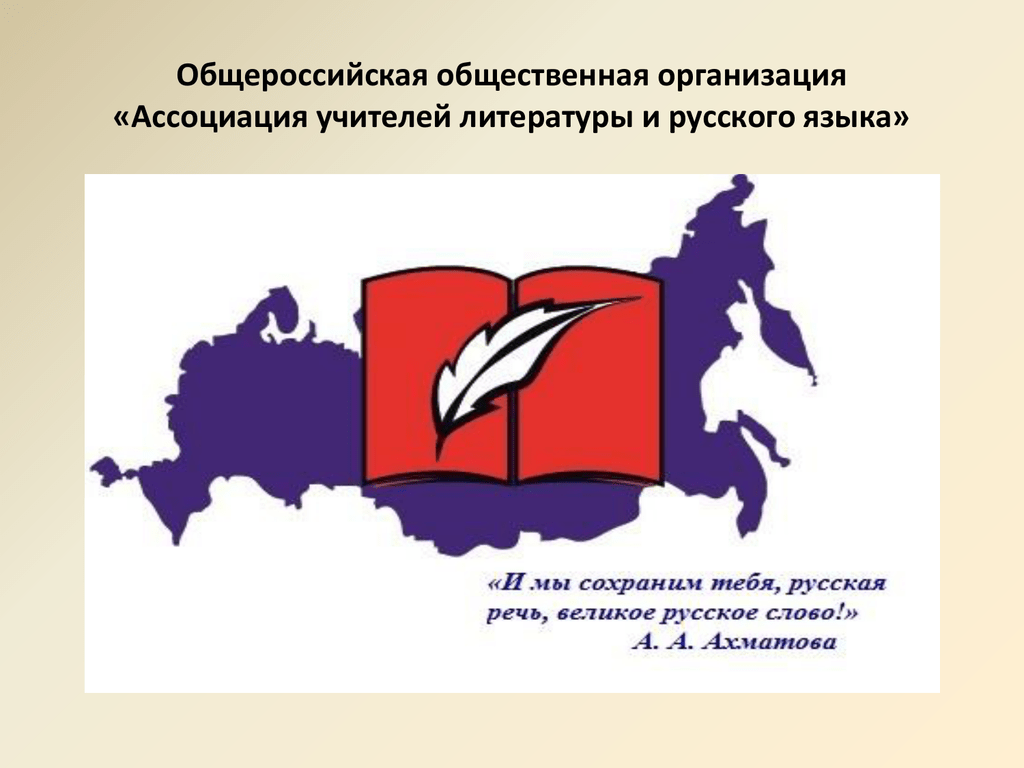 Общероссийская общественная организация
«Ассоциация учителей литературы и русского языка»
«И мы сохраним тебя, русская
речь, великое русское слово!»
А. А. Ахматова